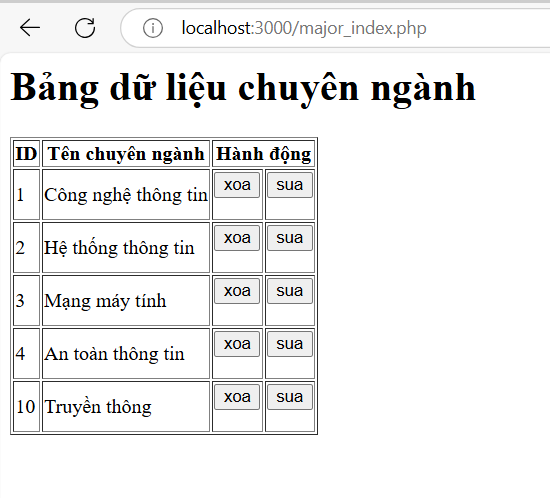 localhost:3000/major_index.php
Bảng dữ liệu chuyên ngành
ID Tên chuyên ngành Hành động
1 Công nghệ thông tin xoa sua
2 Hệ thống thông tin xoa sua
3 Mạng máy tính xoa sua
4 An toàn thông tin xoa sua
10 Truyền thông xoa sua